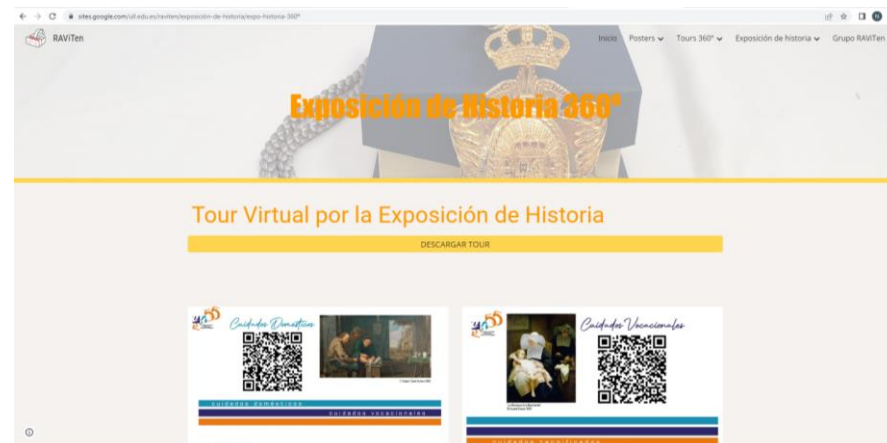 sites.google.com/ull.edu.es/raviten/exposición-de-historia/expo-historia-360º
RAViTen
Inicio Posters Tours 360º Exposición de historia Grupo RAViTen
Exposición de Historia 360º
Tour Virtual por la Exposición de Historia
DESCARGAR TOUR
Cuidados Domésticos
cuidados domésticos
cuidados vocacionales
Cuidados Vocacionales
cuidados tecnificados